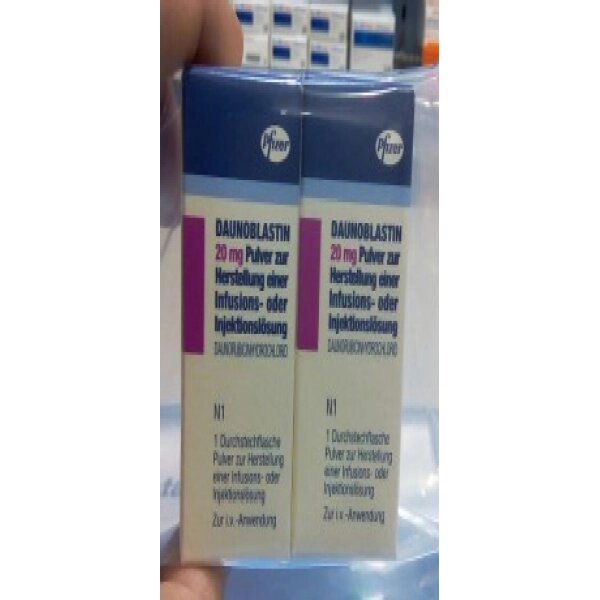 Pfizer
DAUNOBLASTIN
20 mg Pulver zur
Herstellung einer
Infusions- oder
Injektionslösung
DAUNORUBICINHYDROCHLORID
N1
1 Durchstechflasche
Pulver zur Herstellung
einer Infusions- oder
Injektionslösung
Zur i.v.-Anwendung
Pfizer
DAUNOBLASTIN
20 mg Pulver zur
Herstellung einer
Infusions- oder
Injektionslösung
DAUNORUBICINHYDROCHLORID
N1
1 Durchstechflasche
Pulver zur Herstellung
einer Infusions- oder
Injektionslösung
Zur i.v.-Anwendung